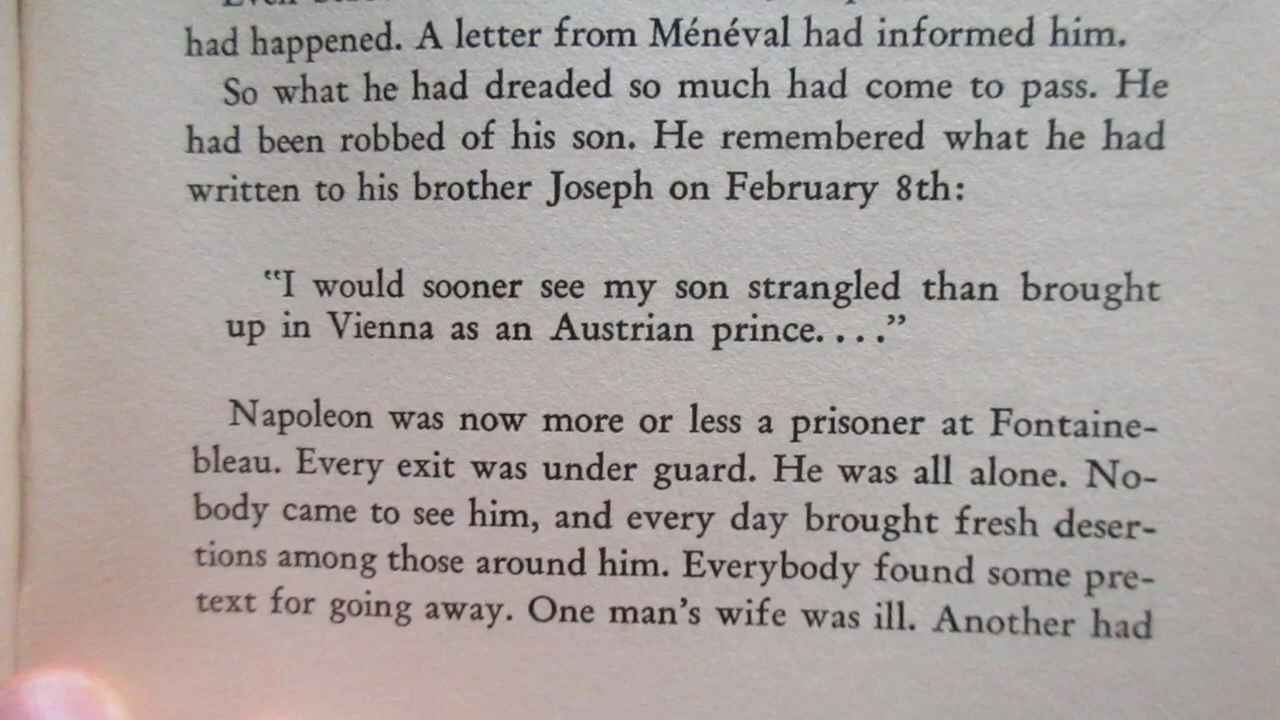 had happened. A letter from Ménéval had informed him.
So what he had dreaded so much had come to pass. He
had been robbed of his son. He remembered what he had
written to his brother Joseph on February 8th:
“I would sooner see my son strangled than brought
up in Vienna as an Austrian prince. . . .”
Napoleon was now more or less a prisoner at Fontaine-
bleau. Every exit was under guard. He was all alone. No-
body came to see him, and every day brought fresh deser-
tions among those around him. Everybody found some pre-
text for going away. One man’s wife was ill. Another had